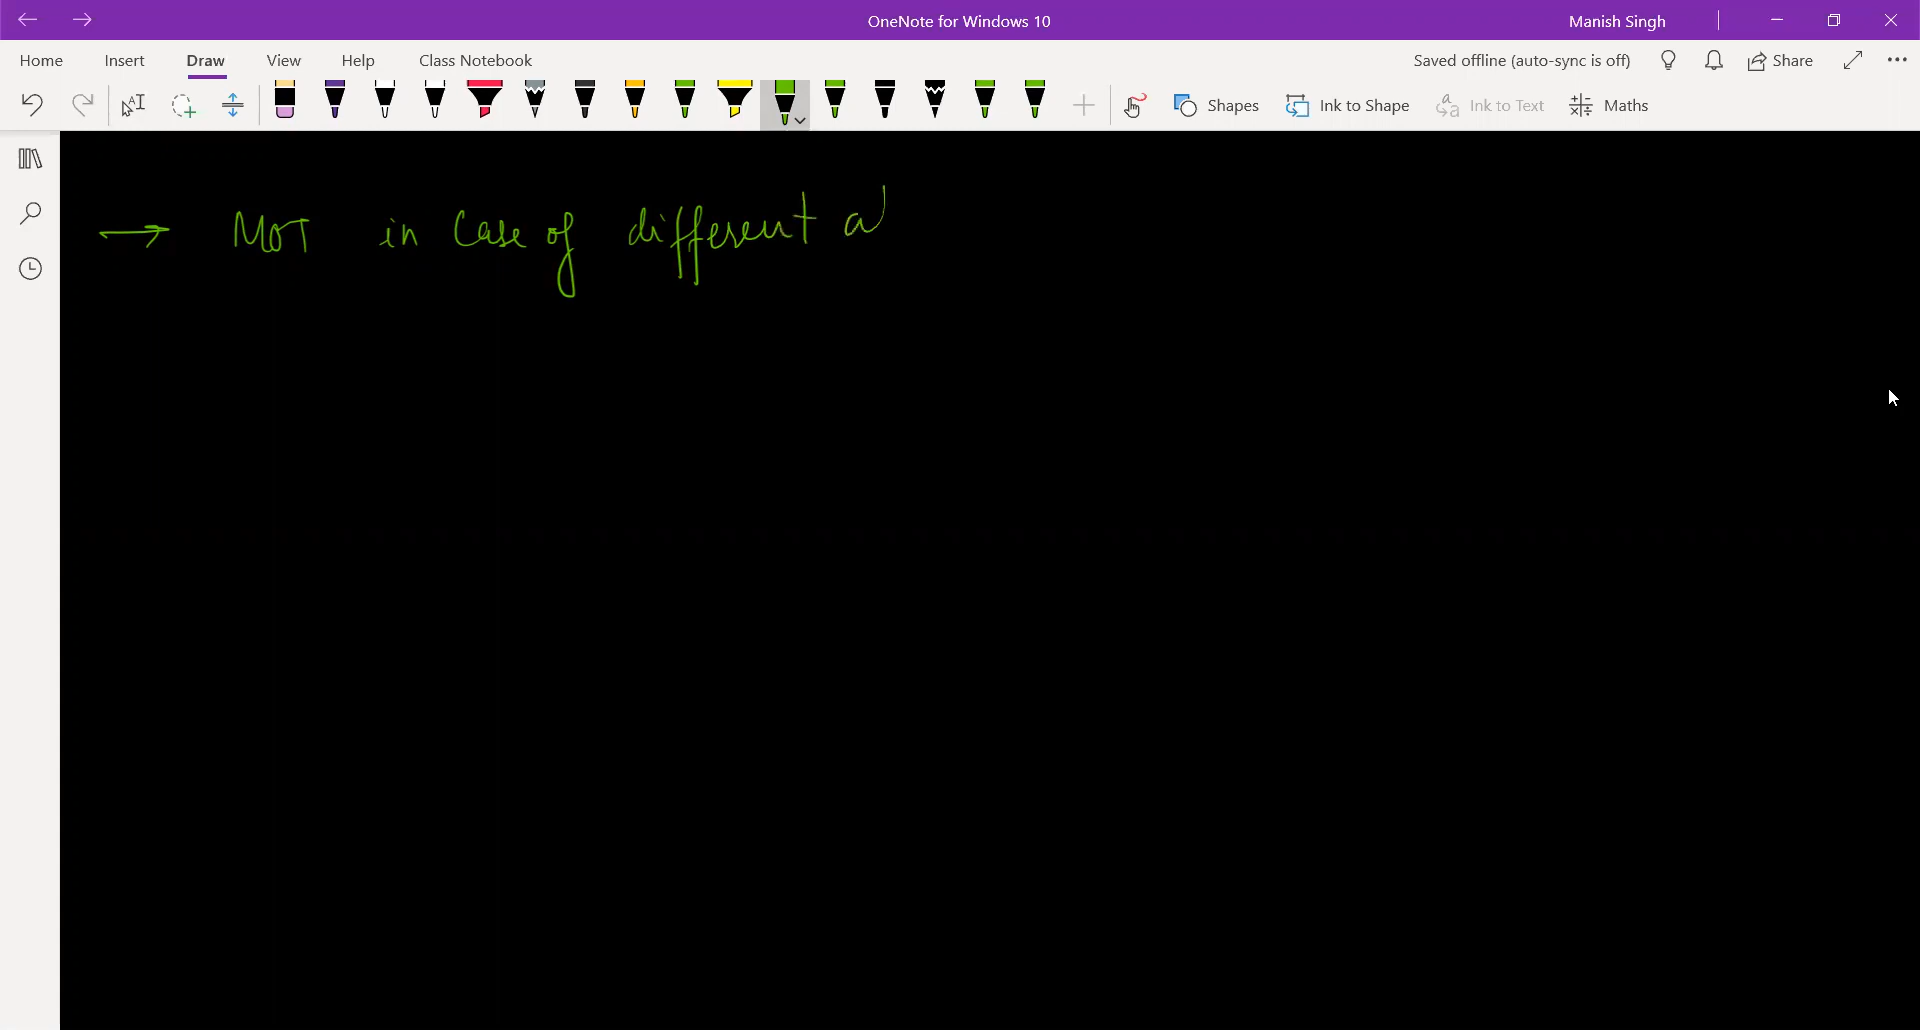 OneNote for Windows 10
Manish Singh
Home Insert Draw View Help Class Notebook
Saved offline (auto-sync is off) Share
Shapes Ink to Shape Ink to Text Maths
→ MOT in Case of different a